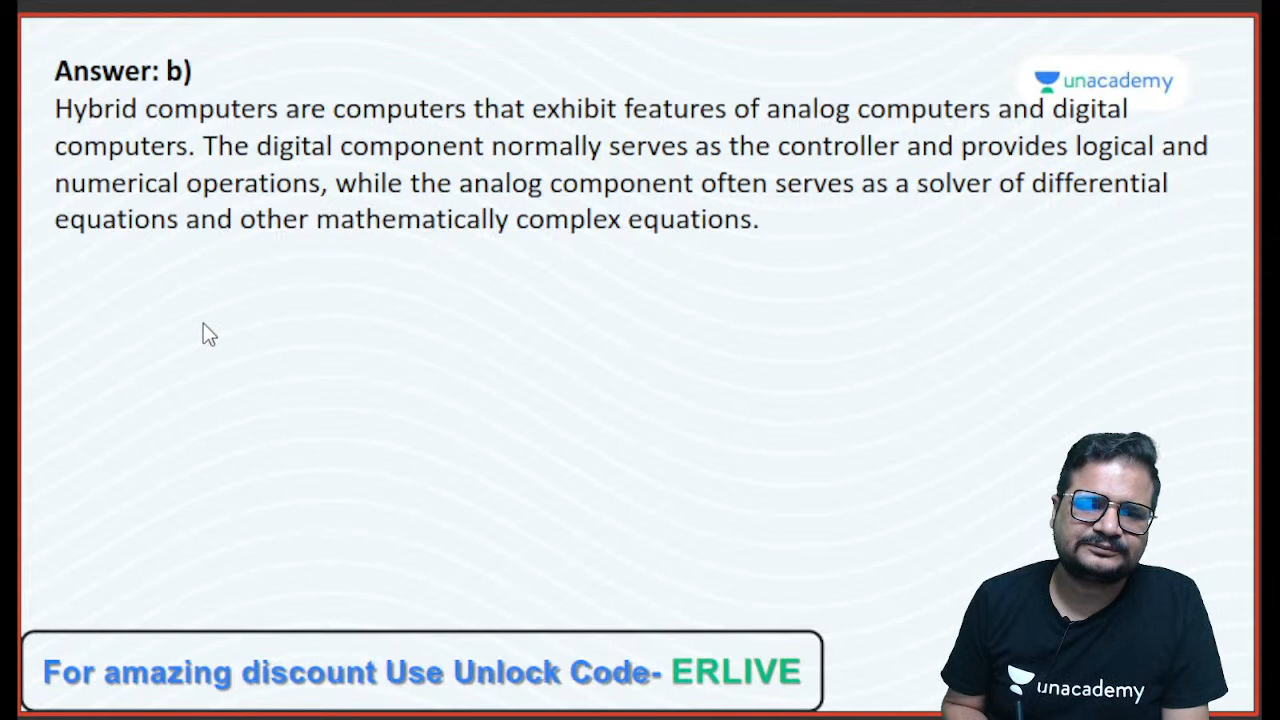 Answer: b)
unacademy
Hybrid computers are computers that exhibit features of analog computers and digital
computers. The digital component normally serves as the controller and provides logical and
numerical operations, while the analog component often serves as a solver of differential
equations and other mathematically complex equations.
unacademy
For amazing discount Use Unlock Code- ERLIVE